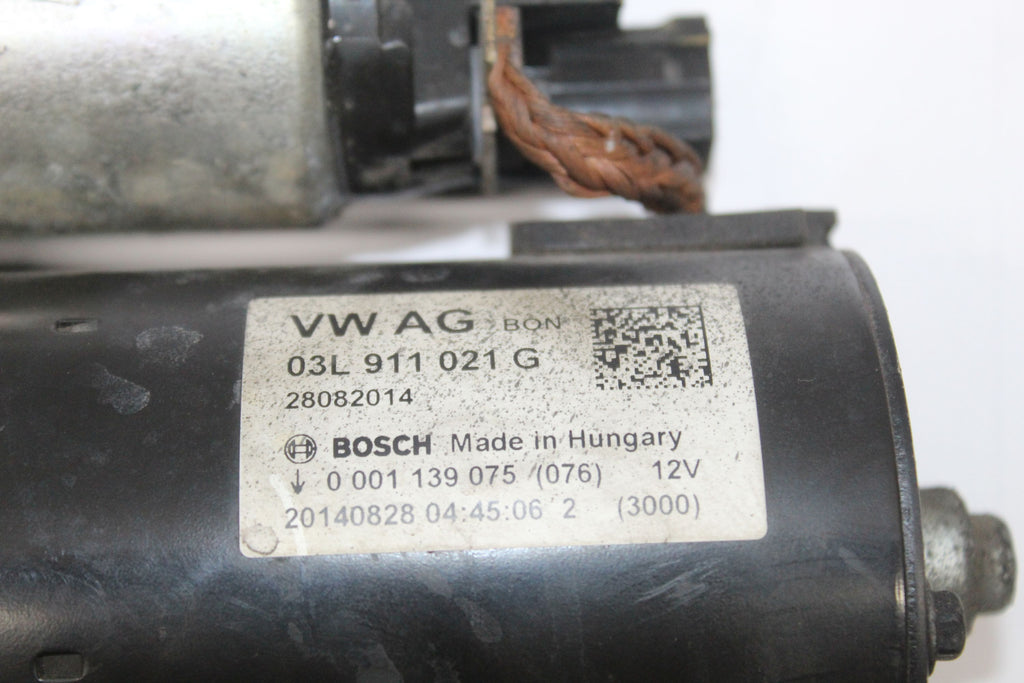 VW AG BON
03L 911 021 G
28082014
BOSCH Made in Hungary
↓ 0 001 139 075 (076) 12V
20140828 04:45:06 2 (3000)